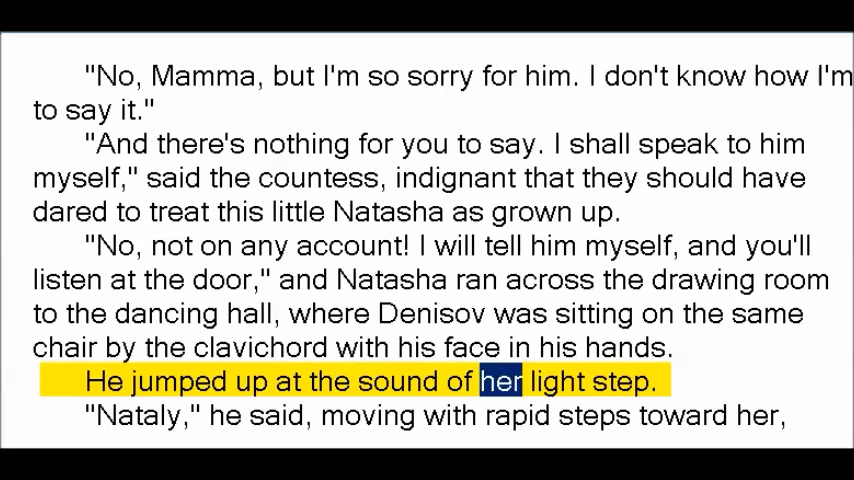 "No, Mamma, but I'm so sorry for him. I don't know how I'm
to say it."
"And there's nothing for you to say. I shall speak to him
myself," said the countess, indignant that they should have
dared to treat this little Natasha as grown up.
"No, not on any account! I will tell him myself, and you'll
listen at the door," and Natasha ran across the drawing room
to the dancing hall, where Denisov was sitting on the same
chair by the clavichord with his face in his hands.
He jumped up at the sound of her light step.
"Nataly," he said, moving with rapid steps toward her,